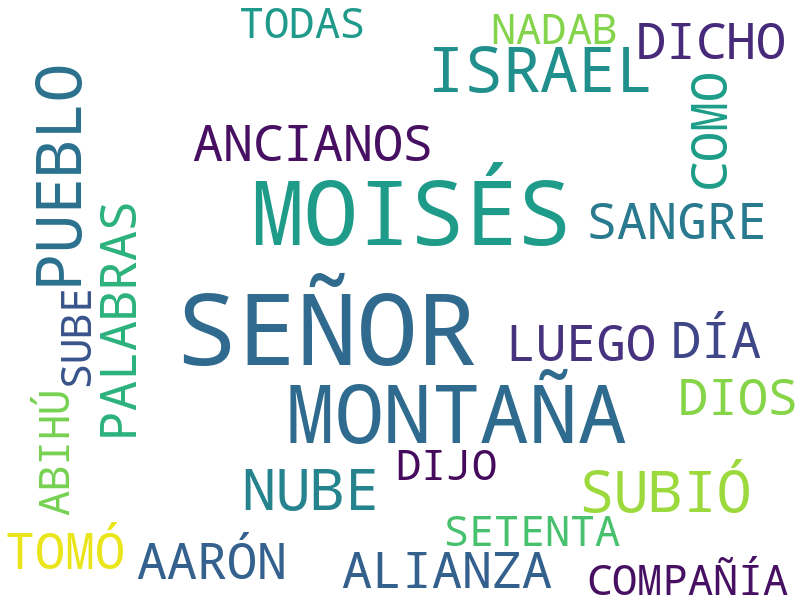 TODAS
NADAB
DICHO
ISRAEL
PUEBLO
COMO
ANCIANOS
MOISÉS
SANGRE
PALABRAS
SEÑOR
SUBE
LUEGO
DÍA
MONTAÑA
DIOS
ABIHÚ
DIJO
NUBE
SUBIÓ
SETENTA
TOMÓ
AARÓN
ALIANZA
COMPAÑÍA